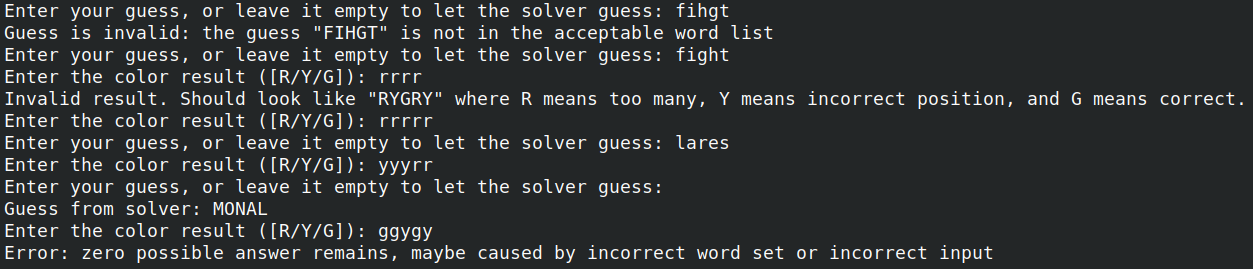 Enter your guess, or leave it empty to let the solver guess: fihgt
Guess is invalid: the guess "FIHGT" is not in the acceptable word list
Enter your guess, or leave it empty to let the solver guess: fight
Enter the color result ([R/Y/G]): rrrr
Invalid result. Should look like "RYGRY" where R means too many, Y means incorrect position, and G means correct.
Enter the color result ([R/Y/G]): rrrrr
Enter your guess, or leave it empty to let the solver guess: lares
Enter the color result ([R/Y/G]): yyyrr
Enter your guess, or leave it empty to let the solver guess:
Guess from solver: MONAL
Enter the color result ([R/Y/G]): ggygy
Error: zero possible answer remains, maybe caused by incorrect word set or incorrect input